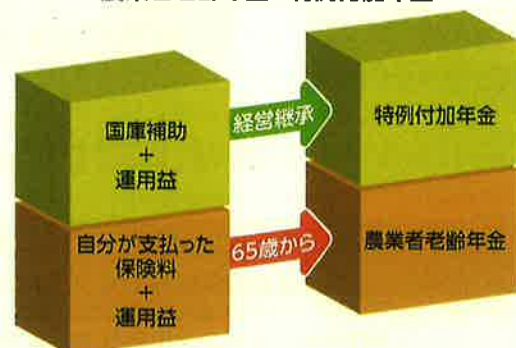 国庫補助
+
運用益
経営継承
特例付加年金
自分が支払った
保険料
+
運用益
65歳から
農業者老齢年金